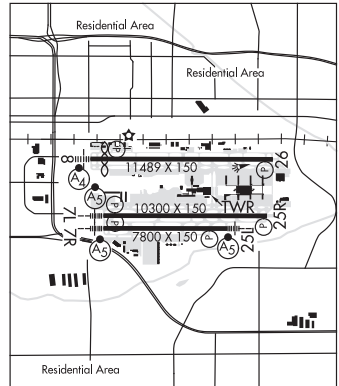 Residential Area
Residential Area
P
8
11489 X 150
26
P
A4
A5
10300 X 150
TWR
P
7L
7R
P
7800 X 150
25R
25L
P
P
A5
A5
Residential Area